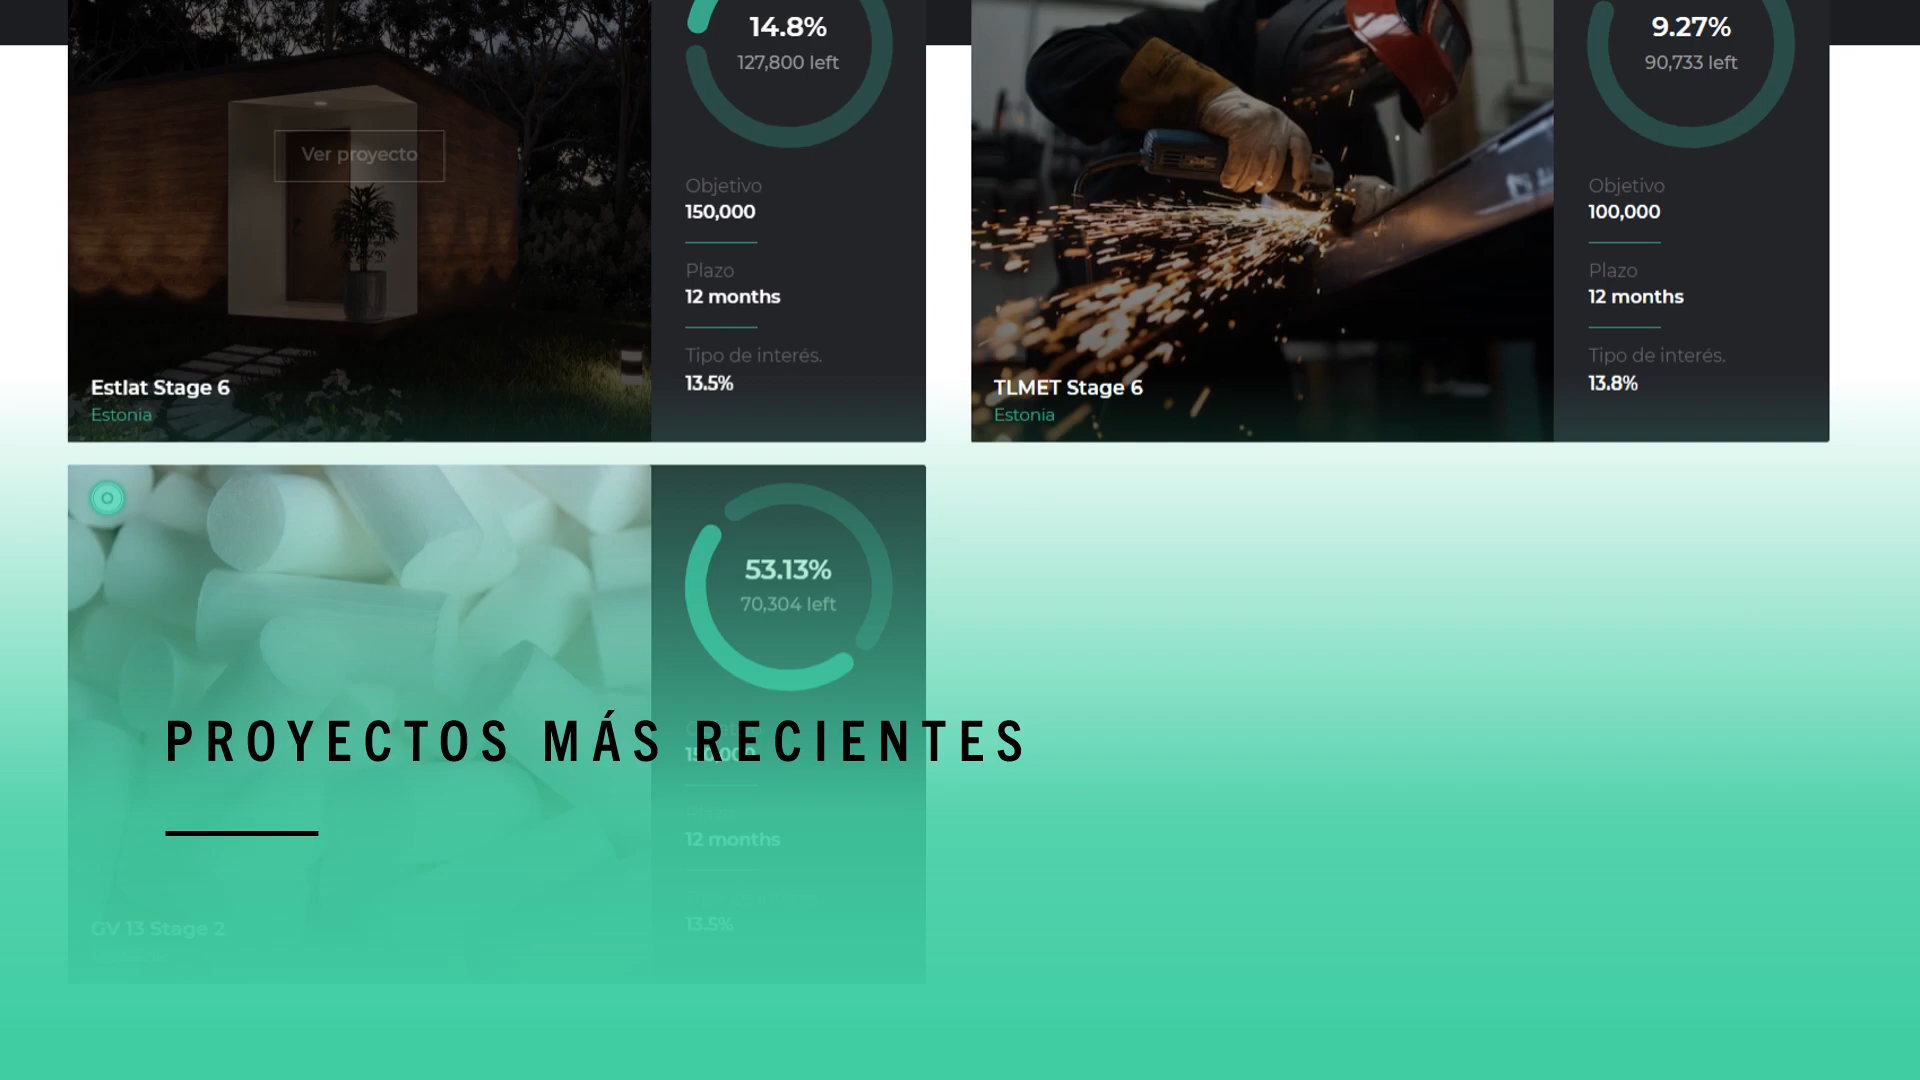 14.8%
127,800 left
Ver proyecto
Objetivo
150,000
Plazo
12 months
Tipo de interés.
13.5%
Estlat Stage 6
Estonia
9.27%
90,733 left
Objetivo
100,000
Plazo
12 months
Tipo de interés.
13.8%
TLMET Stage 6
Estonia
53.13%
70,304 left
150,000
12 months
13.5%
GV 13 Stage 2
PROYECTOS MÁS RECIENTES